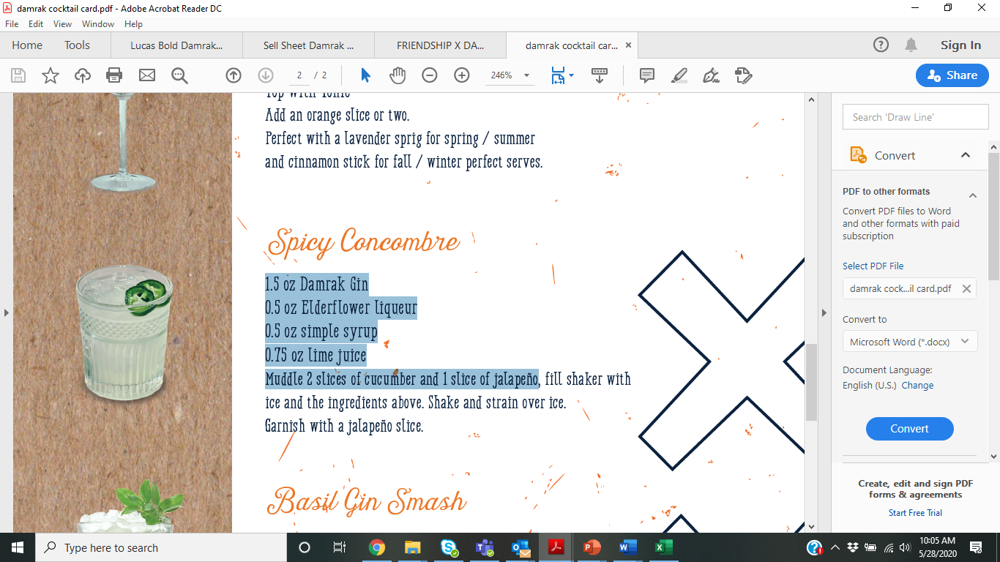 damrak cocktail card.pdf - Adobe Acrobat Reader DC
File Edit View Window Help
Home Tools Lucas Bold Damrak... Sell Sheet Damrak ... FRIENDSHIP X DA... damrak cocktail car... ×
Sign In
2 / 2 246% Share
Top with Tonic
Add an orange slice or two.
Perfect with a lavender sprig for spring / summer
and cinnamon stick for fall / winter perfect serves.
Spicy Concombre
1.5 oz Damrak Gin
0.5 oz Elderflower liqueur
0.5 oz simple syrup
0.75 oz lime juice
Muddle 2 slices of cucumber and 1 slice of jalapeño, fill shaker with
ice and the ingredients above. Shake and strain over ice.
Garnish with a jalapeño slice.
Basil Gin Smash
Search 'Draw Line'
Convert
PDF to other formats
Convert PDF files to Word
and other formats with paid
subscription
Select PDF File
damrak cock...il card.pdf
Convert to
Microsoft Word (*.docx)
Document Language:
English (U.S.) Change
Convert
Create, edit and sign PDF
forms & agreements
Start Free Trial
Type here to search
10:05 AM
5/28/2020